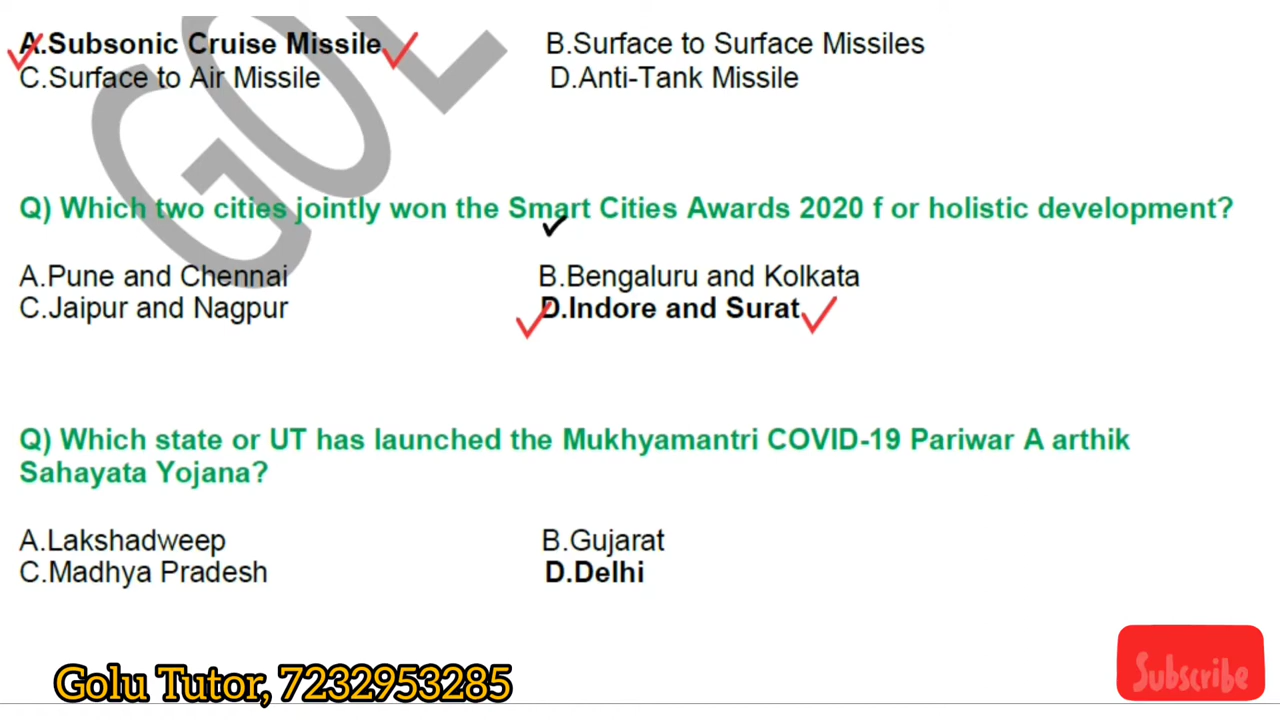 A.Subsonic Cruise Missile B.Surface to Surface Missiles
C.Surface to Air Missile D.Anti-Tank Missile
Q) Which two cities jointly won the Smart Cities Awards 2020 f or holistic development?
A.Pune and Chennai B.Bengaluru and Kolkata
C.Jaipur and Nagpur D.Indore and Surat
Q) Which state or UT has launched the Mukhyamantri COVID-19 Pariwar A arthik
Sahayata Yojana?
A.Lakshadweep B.Gujarat
C.Madhya Pradesh D.Delhi
Subscribe
Golu Tutor, 7232953285